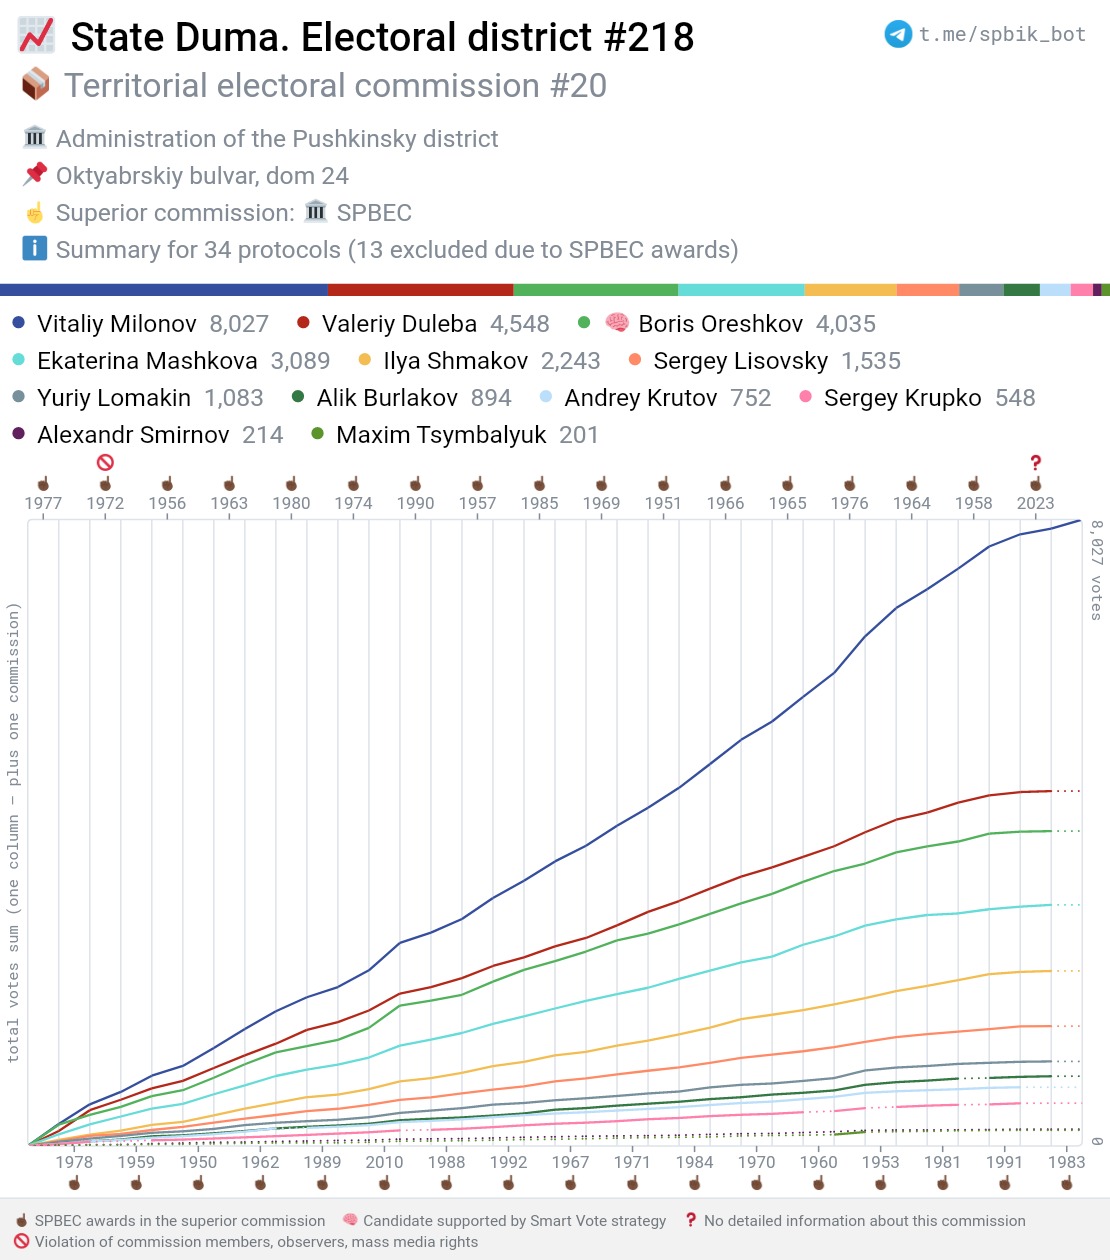 State Duma. Electoral district #218
t.me/spbik_bot
Territorial electoral commission #20
Administration of the Pushkinsky district
Oktyabrskiy bulvar, dom 24
Superior commission: SPBEC
Summary for 34 protocols (13 excluded due to SPBEC awards)
Vitaliy Milonov 8,027 Valeriy Duleba 4,548 Boris Oreshkov 4,035
Ekaterina Mashkova 3,089 Ilya Shmakov 2,243 Sergey Lisovsky 1,535
Yuriy Lomakin 1,083 Alik Burlakov 894 Andrey Krutov 752 Sergey Krupko 548
Alexandr Smirnov 214 Maxim Tsymbalyuk 201
1977 1972 1956 1963 1980 1974 1990 1957 1985 1969 1951 1966 1965 1976 1964 1958 2023
8,027 votes
total votes sum (one column – plus one commission)
0
1978 1959 1950 1962 1989 2010 1988 1992 1967 1971 1984 1970 1960 1953 1981 1991 1983
SPBEC awards in the superior commission Candidate supported by Smart Vote strategy No detailed information about this commission
Violation of commission members, observers, mass media rights